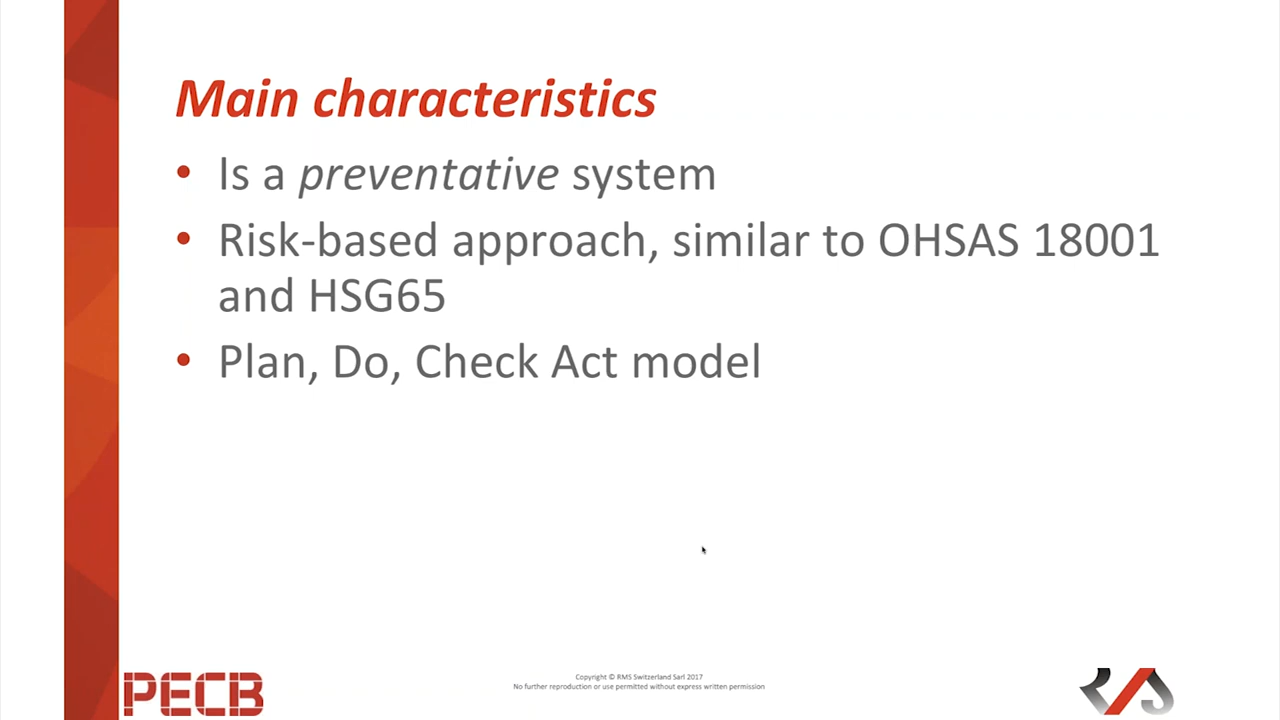 Main characteristics
• Is a preventative system
• Risk-based approach, similar to OHSAS 18001
and HSG65
• Plan, Do, Check Act model
PECB
Copyright © RMS Switzerland Sarl 2017
No further reproduction or use permitted without express written permission
RMS